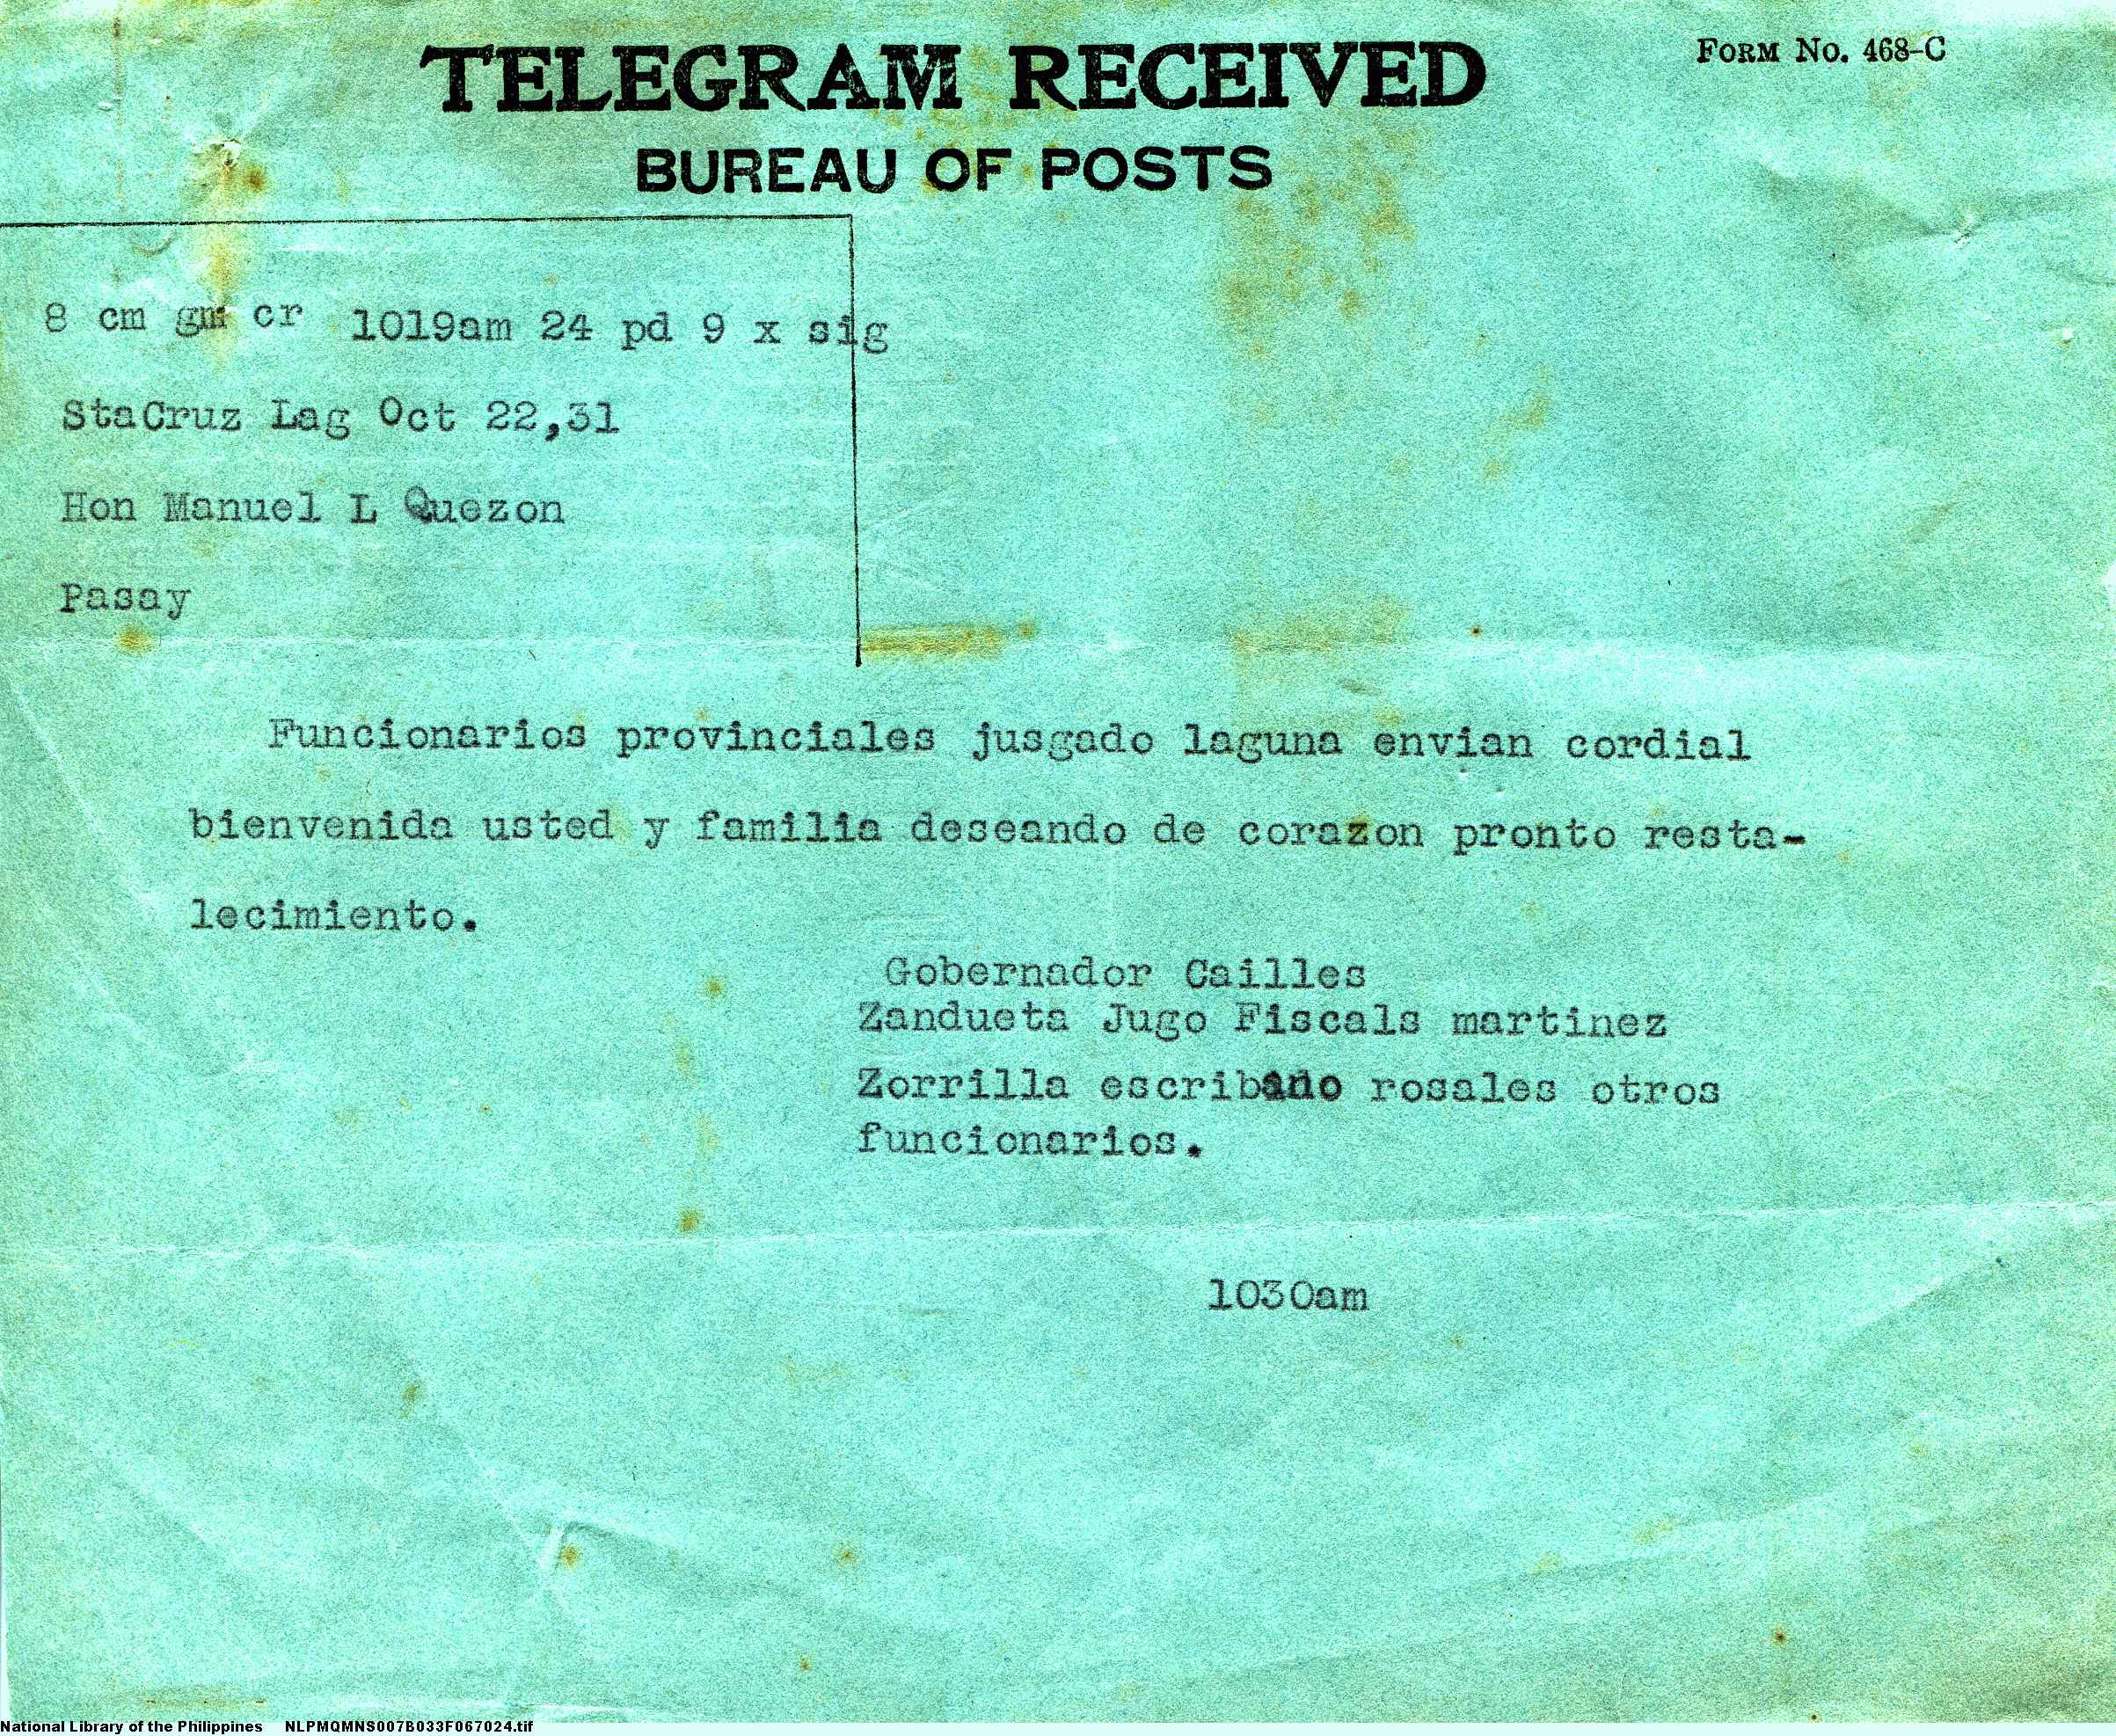 FORM NO. 468-C
TELEGRAM RECEIVED
BUREAU OF POSTS
8 cm gm cr 1019am 24 pd 9 x sig
StaCruz Lag Oct 22,31
Hon Manuel L Quezon
Pasay
Funcionarios provinciales jusgado laguna envian cordial
bienvenida usted y familia deseando de corazon pronto resta-
lecimiento.
Gobernador Cailles
Zandueta Jugo Fiscals martinez
Zorrilla escribano rosales otros
funcionarios.
1030am
National Library of the Philippines NLPMQMNS007B033F067024.tif